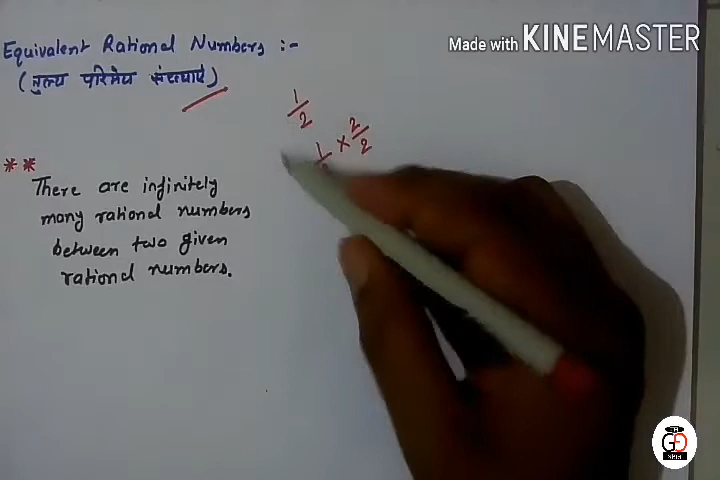 Equivalent Rational Numbers :-
(तुल्य परिमेय संख्याएं)
Made with KINEMASTER
1/2
1/ × 2/2
**
There are infinitely
many rational numbers
between two given
rational numbers.